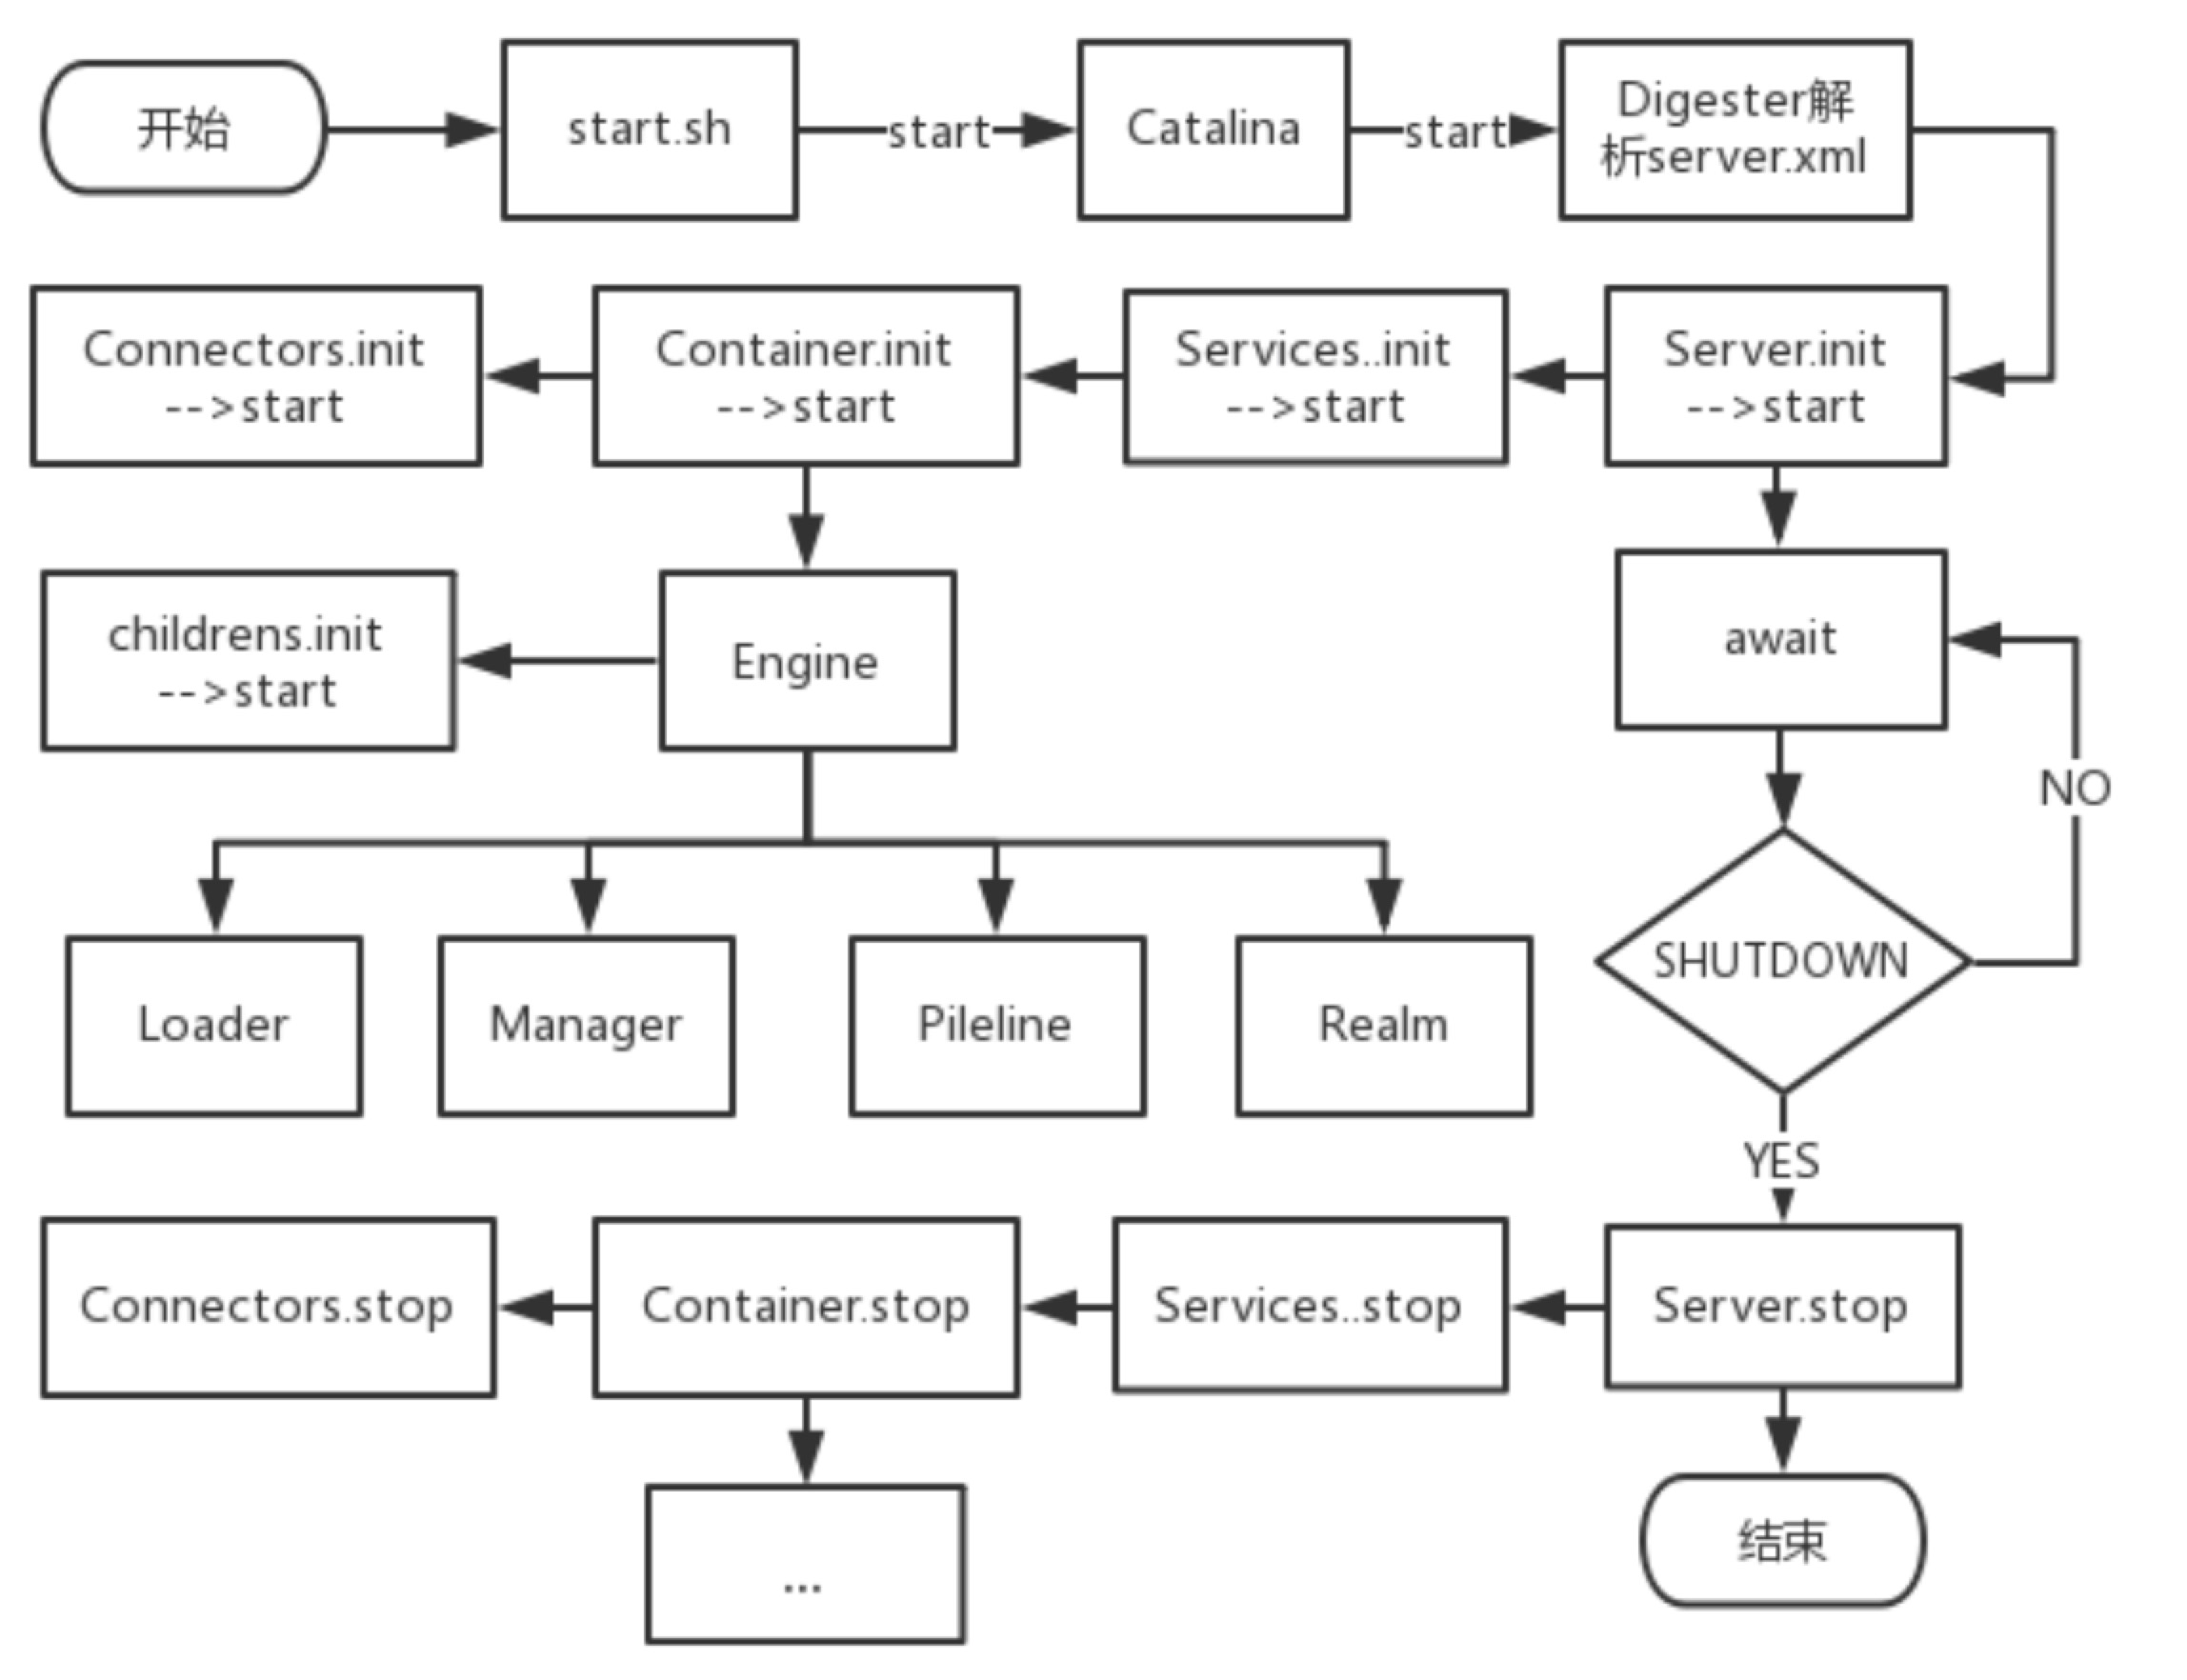 开始
start.sh
start
Catalina
start
Digester解
析server.xml
Connectors.init
-->start
Container.init
-->start
Services..init
-->start
Server.init
-->start
childrens.init
-->start
Engine
await
NO
SHUTDOWN
Loader
Manager
Pileline
Realm
YES
Connectors.stop
Container.stop
Services..stop
Server.stop
...
结束